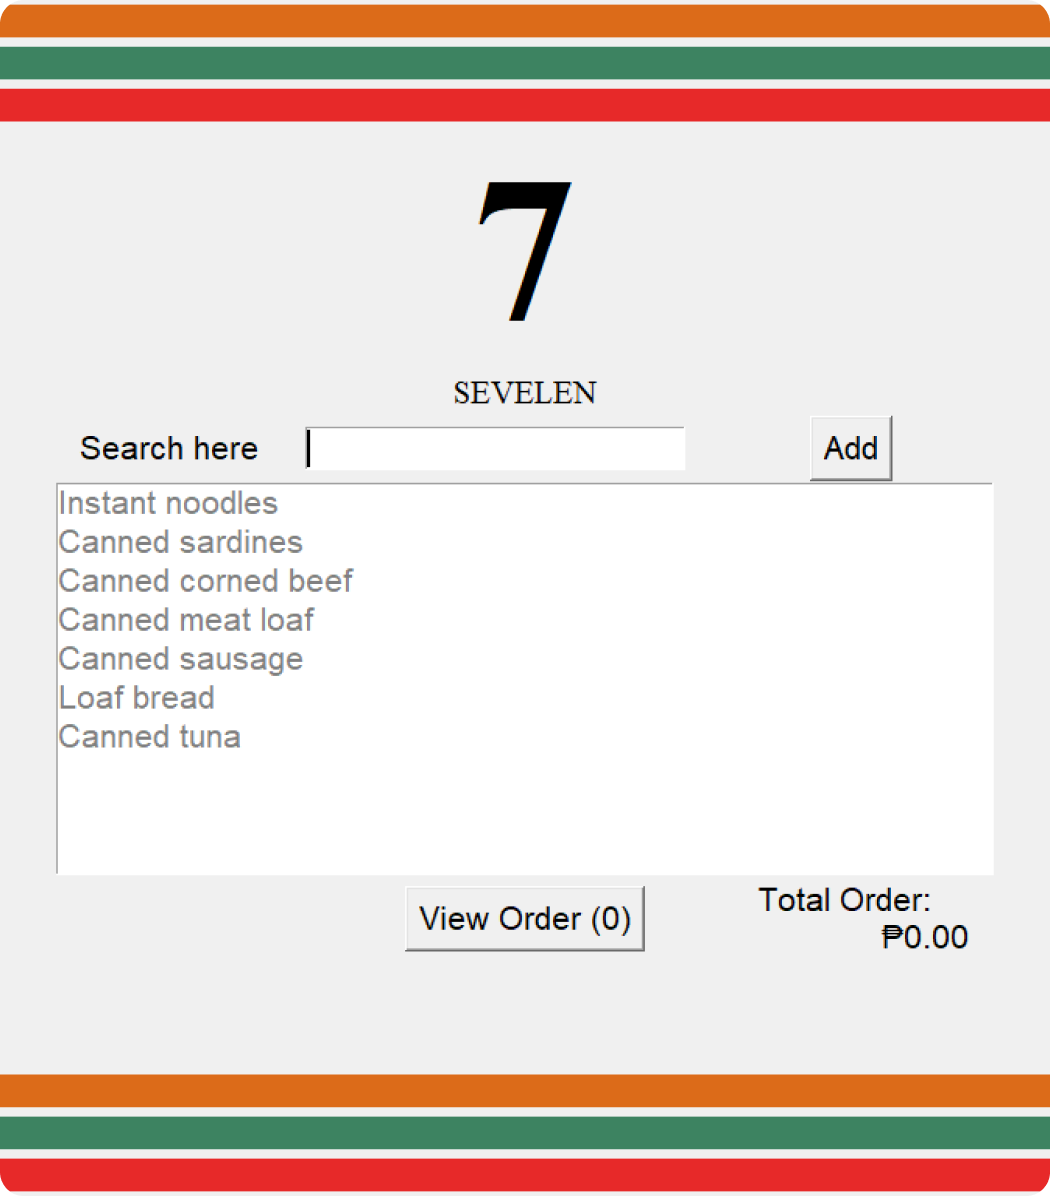 7
SEVELEN
Search here
Add
Instant noodles
Canned sardines
Canned corned beef
Canned meat loaf
Canned sausage
Loaf bread
Canned tuna
View Order (0)
Total Order:
₱0.00